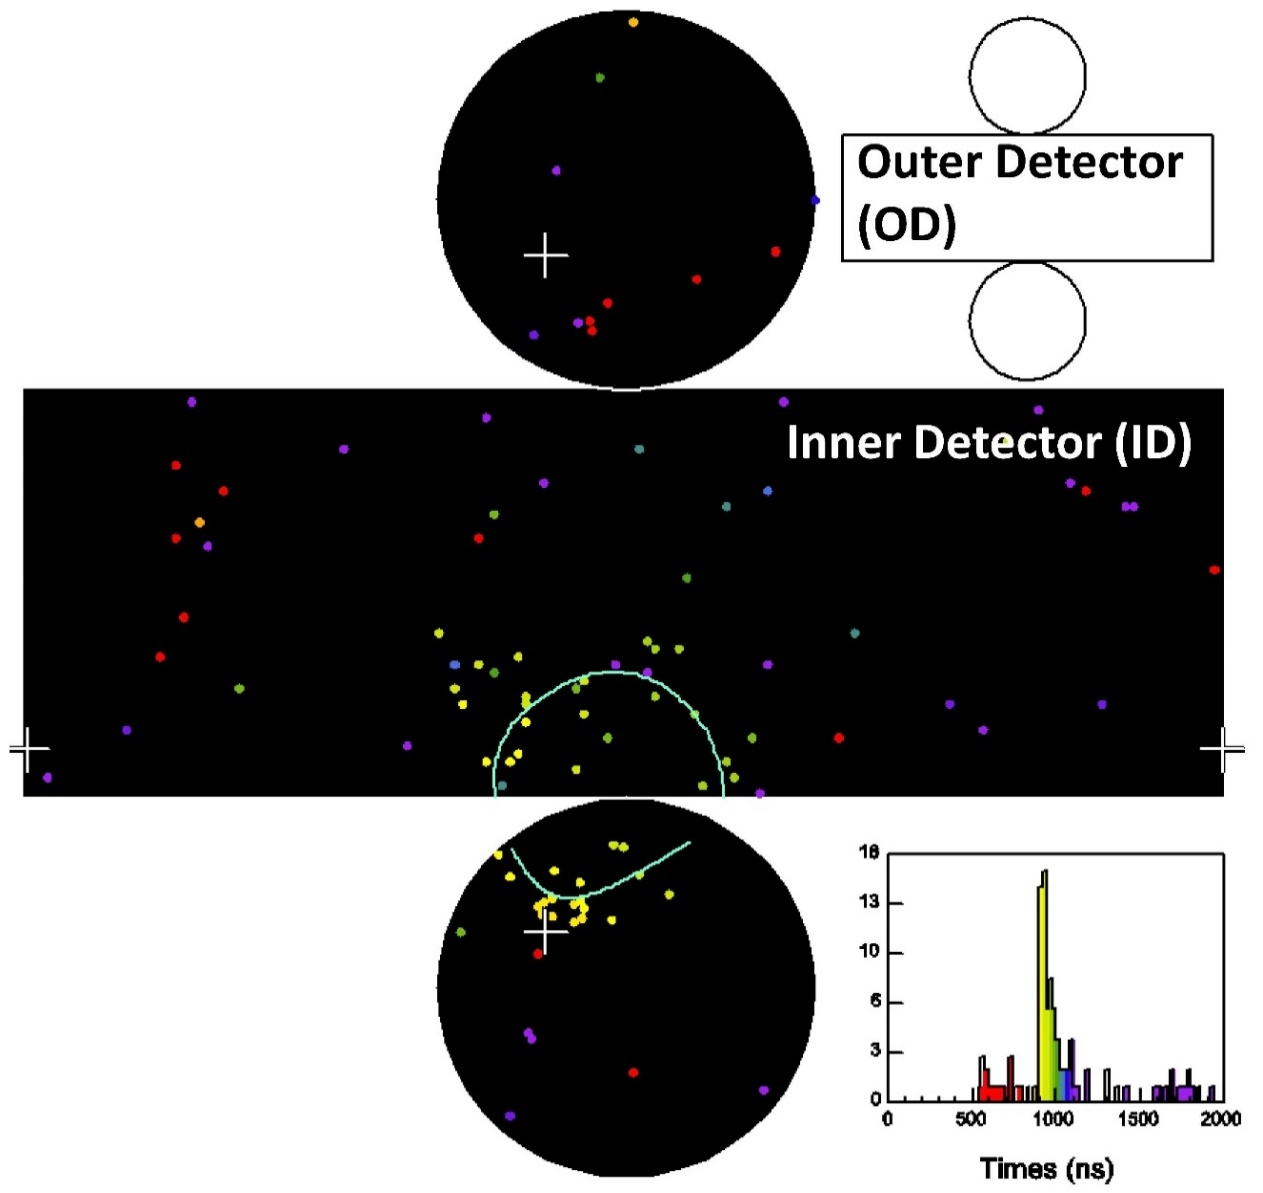 Outer Detector
(OD)
Inner Detector (ID)
16
13
10
6
3
0
0 500 1000 1500 2000
Times (ns)